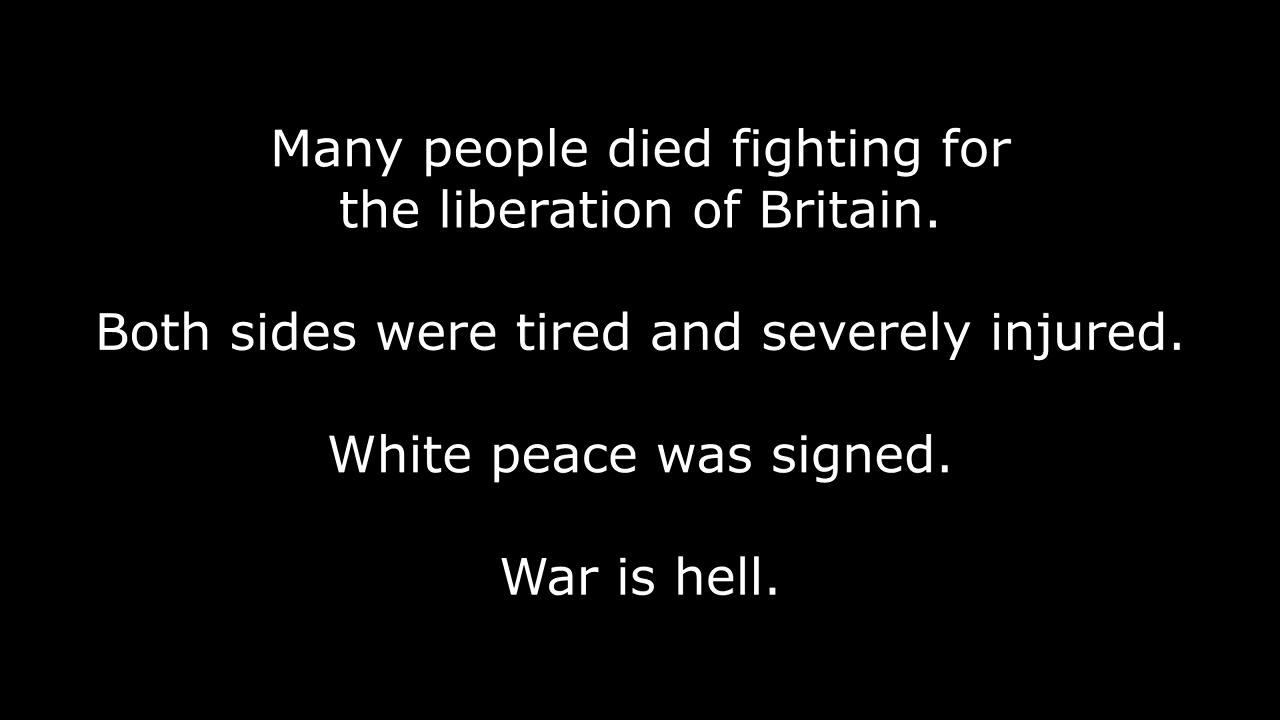 Many people died fighting for
the liberation of Britain.
Both sides were tired and severely injured.
White peace was signed.
War is hell.